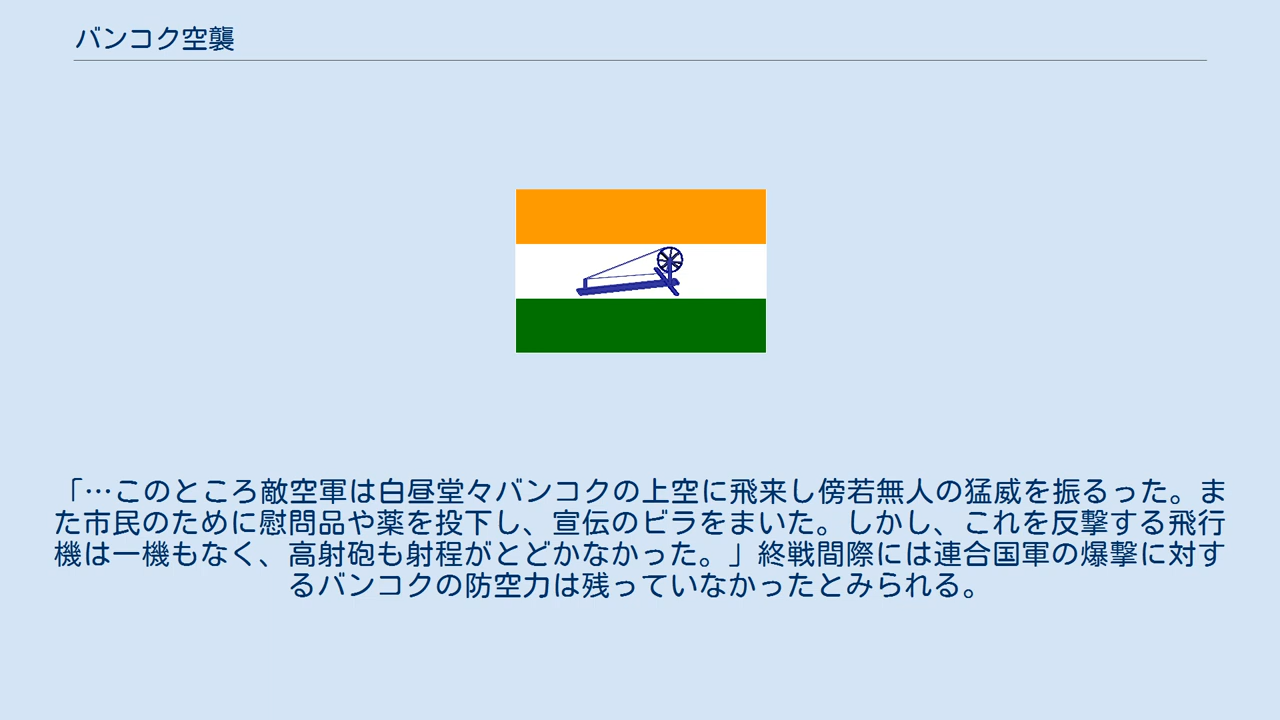 バンコク空襲
「…このところ敵空軍は白昼堂々バンコクの上空に飛来し傍若無人の猛威を振るった。ま
た市民のために慰問品や薬を投下し、宣伝のビラをまいた。しかし、これを反撃する飛行
機は一機もなく、高射砲も射程がとどかなかった。」終戦間際には連合国軍の爆撃に対す
るバンコクの防空力は残っていなかったとみられる。